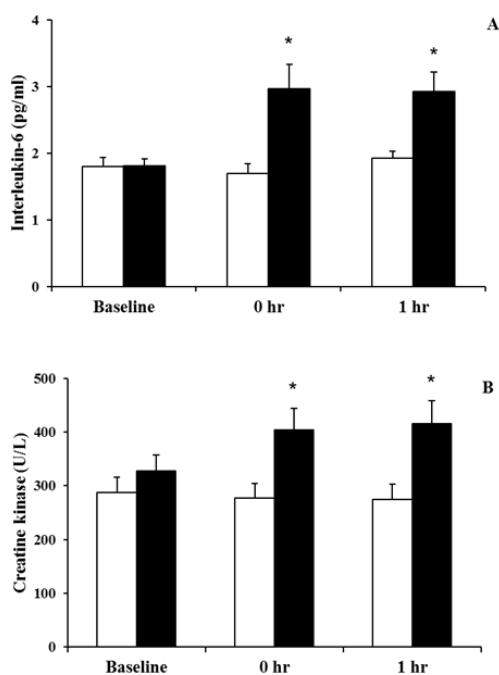 A
Interleukin-6 (pg/ml)
4
3
2
1
0
*
*
Baseline 0 hr 1 hr
B
Creatine kinase (U/L)
500
400
300
200
100
0
*
*
Baseline 0 hr 1 hr